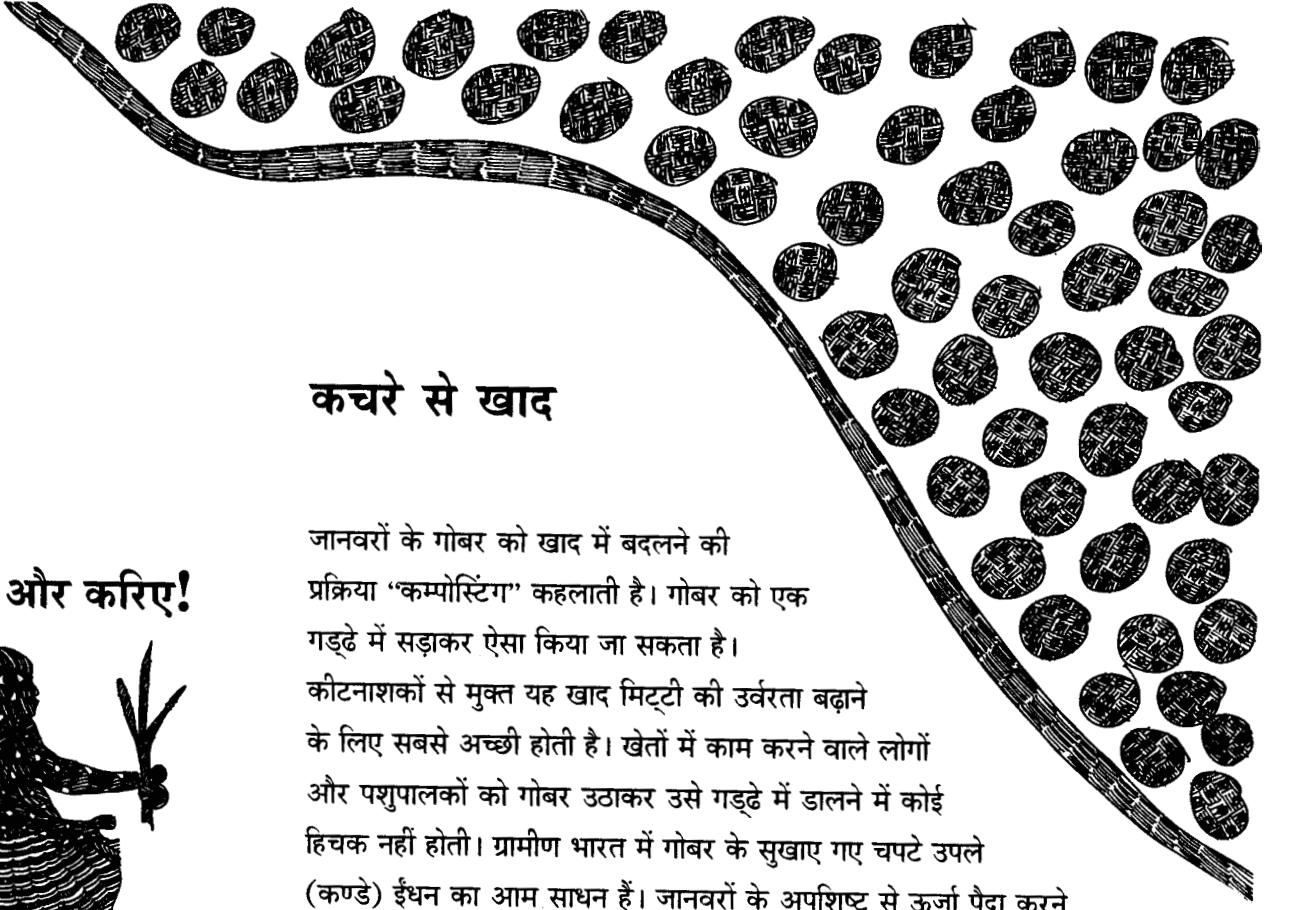 कचरे से खाद
जानवरों के गोबर को खाद में बदलने की
प्रक्रिया “कम्पोस्टिंग” कहलाती है। गोबर को एक
गड्ढे में सड़ाकर ऐसा किया जा सकता है।
कीटनाशकों से मुक्त यह खाद मिट्टी की उर्वरता बढ़ाने
के लिए सबसे अच्छी होती है। खेतों में काम करने वाले लोगों
और पशुपालकों को गोबर उठाकर उसे गड्ढे में डालने में कोई
हिचक नहीं होती। ग्रामीण भारत में गोबर के सुखाए गए चपटे उपले
(कण्डे) ईंधन का आम साधन हैं। जानवरों के अपशिष्ट से ऊर्जा पैदा करने
और करिए!